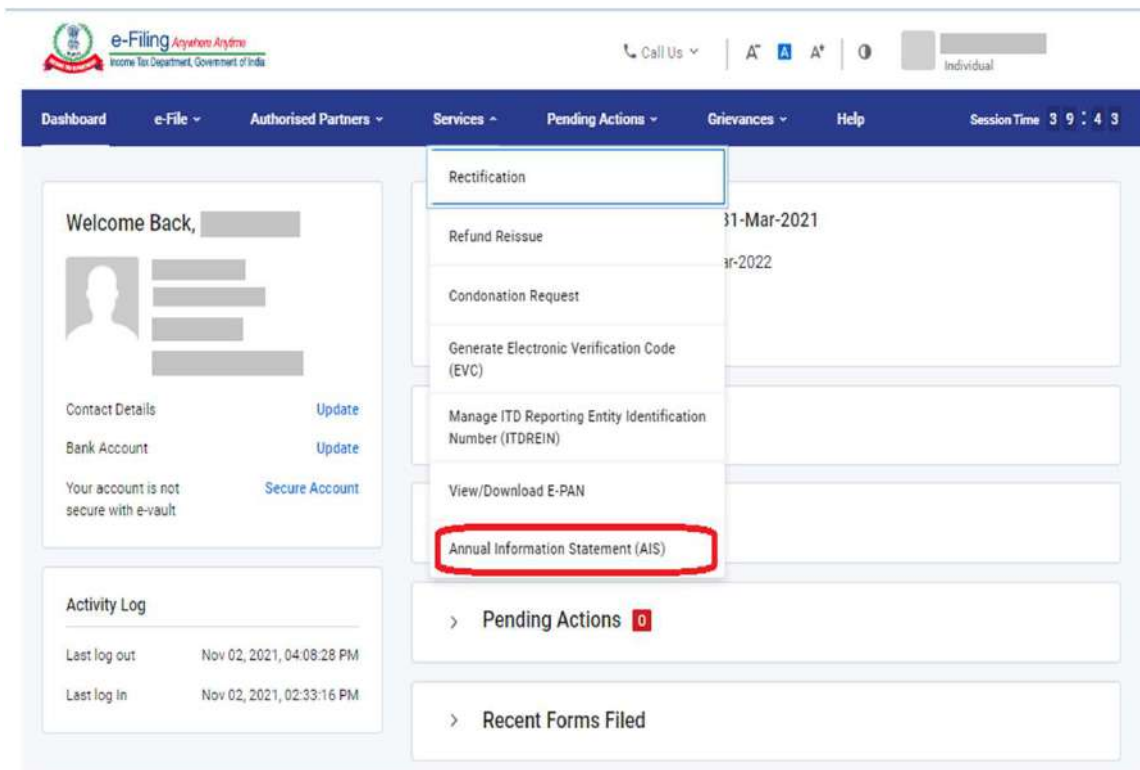 e-Filing Anywhere Anytime
Income Tax Department, Government of India
Call Us
A-
A
A+
Individual
Dashboard
e-File
Authorised Partners
Services
Pending Actions
Grievances
Help
Session Time 3 9 : 4 3
Welcome Back,
Contact Details Update
Bank Account Update
Your account is not Secure Account
secure with e-vault
Activity Log
Last log out Nov 02, 2021, 04:08:28 PM
Last log In Nov 02, 2021, 02:33:16 PM
Rectification
Refund Reissue
Condonation Request
Generate Electronic Verification Code
(EVC)
Manage ITD Reporting Entity Identification
Number (ITDREIN)
View/Download E-PAN
Annual Information Statement (AIS)
31-Mar-2021
ar-2022
Pending Actions 0
Recent Forms Filed